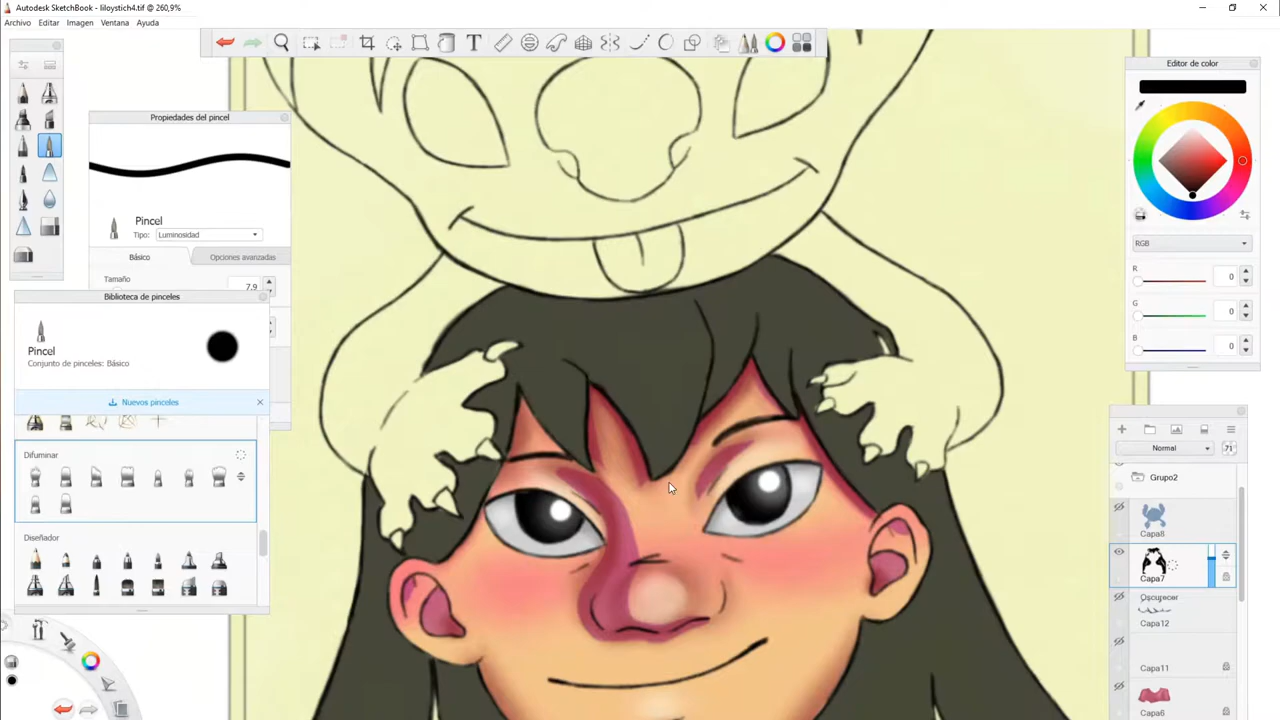 Autodesk SketchBook - liloystich4.tif @ 260,9%
Archivo Editar Imagen Ventana Ayuda
Propiedades del pincel
Pincel
Tipo: Luminosidad
Básico Opciones avanzadas
Tamaño
7.9
Biblioteca de pinceles
Pincel
Conjunto de pinceles: Básico
Nuevos pinceles
Difuminar
Diseñador
Editor de color
RGB
R
0
G
0
B
0
Normal
71
Grupo2
Capa8
Capa7
Oscurecer
Capa12
Capa11
Capa6